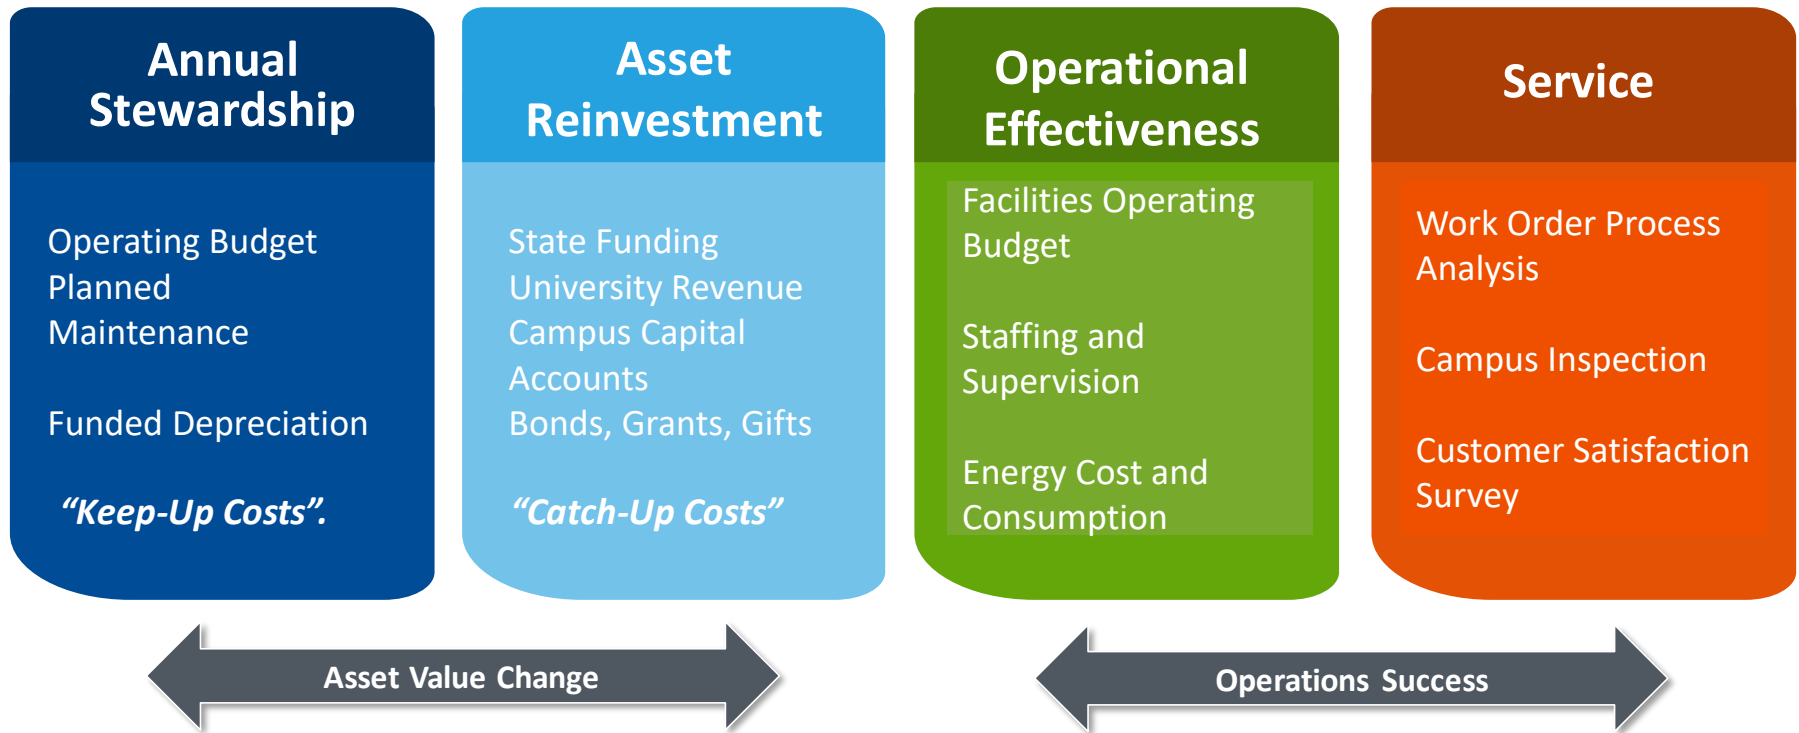 Annual
Stewardship
Operating Budget
Planned
Maintenance
Funded Depreciation
“Keep-Up Costs”.
Asset
Reinvestment
State Funding
University Revenue
Campus Capital
Accounts
Bonds, Grants, Gifts
“Catch-Up Costs”
Operational
Effectiveness
Facilities Operating
Budget
Staffing and
Supervision
Energy Cost and
Consumption
Service
Work Order Process
Analysis
Campus Inspection
Customer Satisfaction
Survey
Asset Value Change
Operations Success